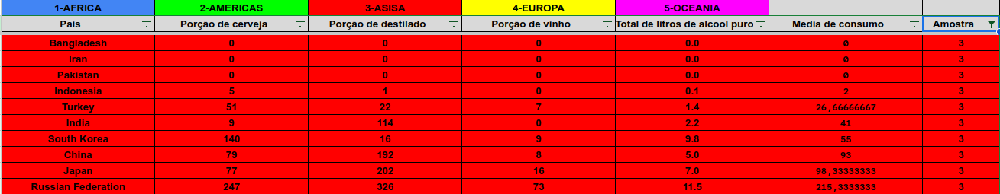 1-AFRICA 2-AMERICAS 3-ASISA 4-EUROPA 5-OCEANIA
Pais Porção de cerveja Porção de destilado Porção de vinho Total de litros de alcool puro Media de consumo Amostra
Bangladesh 0 0 0 0.0 0 3
Iran 0 0 0 0.0 0 3
Pakistan 0 0 0 0.0 0 3
Indonesia 5 1 0 0.1 2 3
Turkey 51 22 7 1.4 26,66666667 3
India 9 114 0 2.2 41 3
South Korea 140 16 9 9.8 55 3
China 79 192 8 5.0 93 3
Japan 77 202 16 7.0 98,33333333 3
Russian Federation 247 326 73 11.5 215,3333333 3